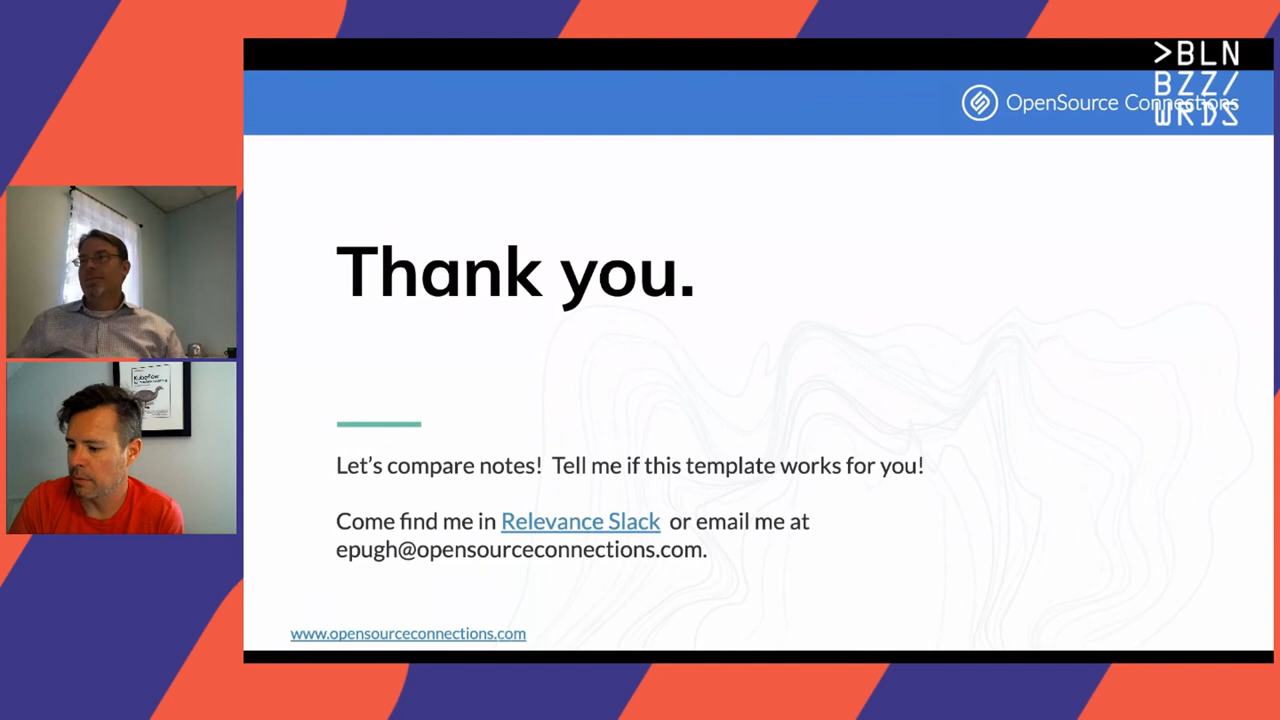 >BLN
BZZ/
WRDS
OpenSource Connections
Thank you.
Kubeflow
Let’s compare notes!  Tell me if this template works for you!
Come find me in Relevance Slack  or email me at
epugh@opensourceconnections.com.
www.opensourceconnections.com